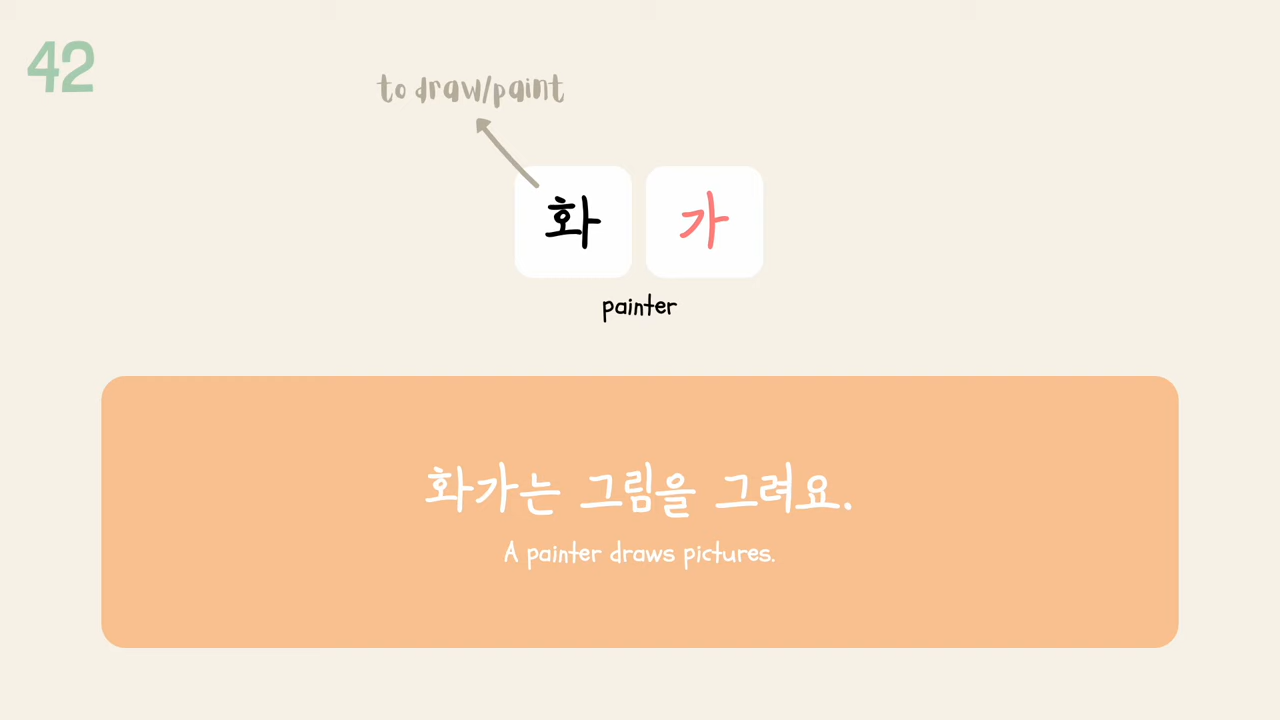 42
to draw/paint
화 가
painter
화가는 그림을 그려요.
A painter draws pictures.